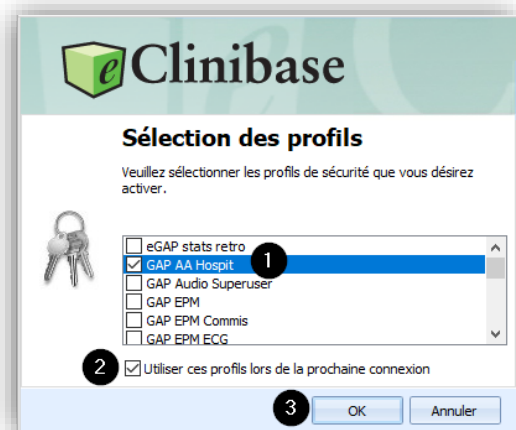 eClinibase
Sélection des profils
Veuillez sélectionner les profils de sécurité que vous désirez
activer.
eGAP stats retro
GAP AA Hospit 1
GAP Audio Superuser
GAP EPM
GAP EPM Commis
GAP EPM ECG
2 Utiliser ces profils lors de la prochaine connexion
3 OK Annuler